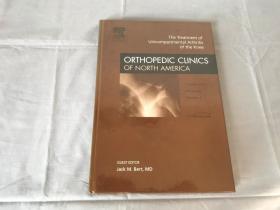 The Treatment of
Unicompartmental Arthritis
of the Knee
ORTHOPEDIC CLINICS
OF NORTH AMERICA
GUEST EDITOR
Jack M. Bert, MD